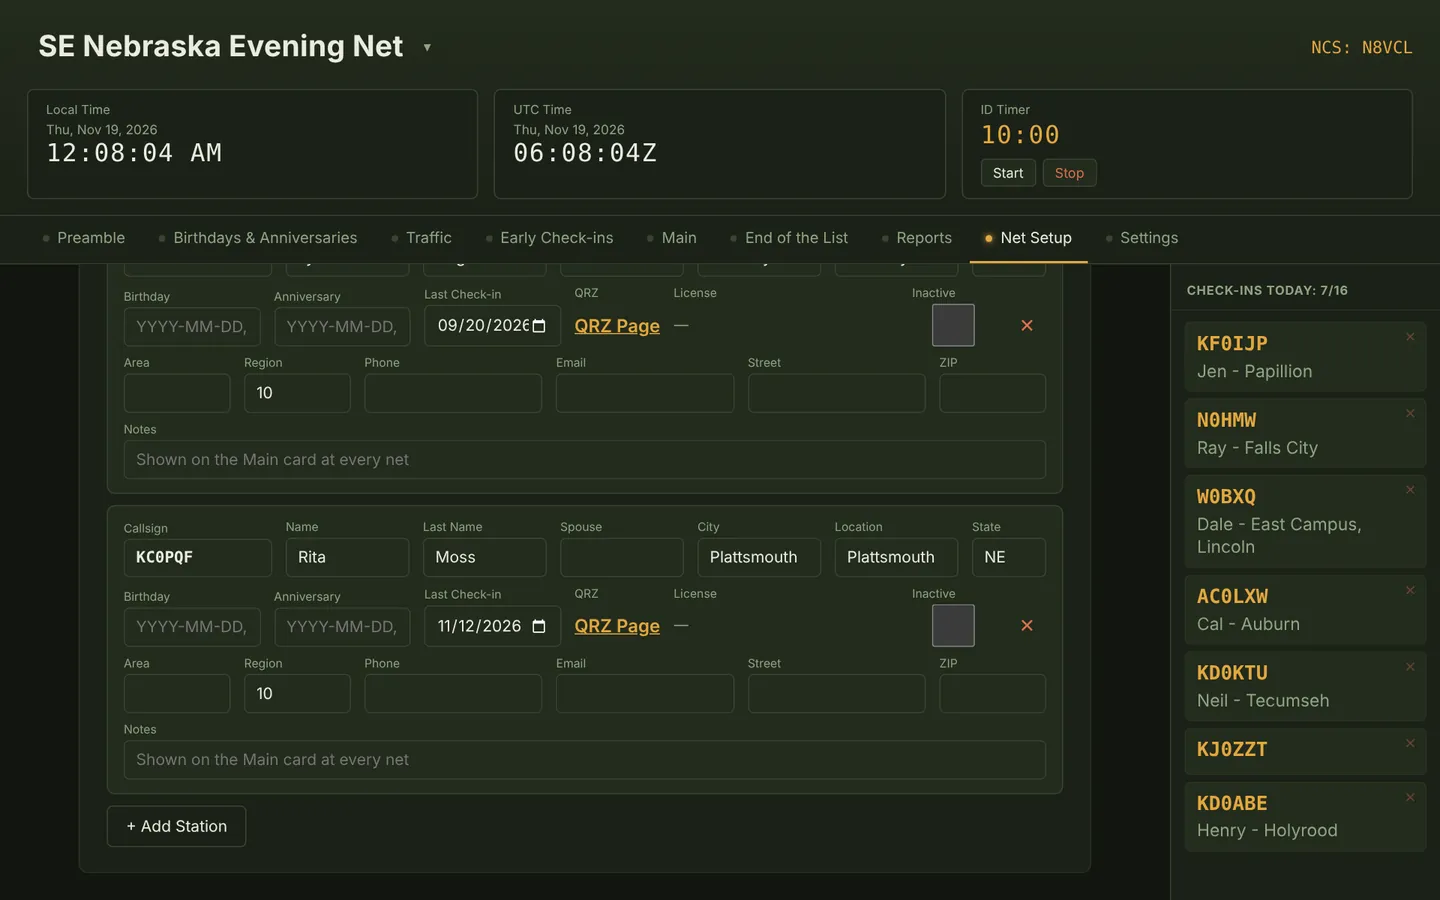 SE Nebraska Evening Net ▼
NCS: N8VCL
Local Time
Thu, Nov 19, 2026
12:08:04 AM
UTC Time
Thu, Nov 19, 2026
06:08:04Z
ID Timer
10:00
Start
Stop
Preamble
Birthdays & Anniversaries
Traffic
Early Check-ins
Main
End of the List
Reports
Net Setup
Settings
Birthday
Anniversary
Last Check-in
QRZ
License
Inactive
YYYY-MM-DD,
YYYY-MM-DD,
09/20/2026
QRZ Page
—
✕
Area
Region
Phone
Email
Street
ZIP
10
Notes
Shown on the Main card at every net
Callsign
Name
Last Name
Spouse
City
Location
State
KC0PQF
Rita
Moss
Plattsmouth
Plattsmouth
NE
Birthday
Anniversary
Last Check-in
QRZ
License
Inactive
YYYY-MM-DD,
YYYY-MM-DD,
11/12/2026
QRZ Page
—
✕
Area
Region
Phone
Email
Street
ZIP
10
Notes
Shown on the Main card at every net
+ Add Station
CHECK-INS TODAY: 7/16
KF0IJP ✕
Jen - Papillion
N0HMW ✕
Ray - Falls City
W0BXQ ✕
Dale - East Campus,
Lincoln
AC0LXW ✕
Cal - Auburn
KD0KTU ✕
Neil - Tecumseh
KJ0ZZT ✕
KD0ABE ✕
Henry - Holyrood